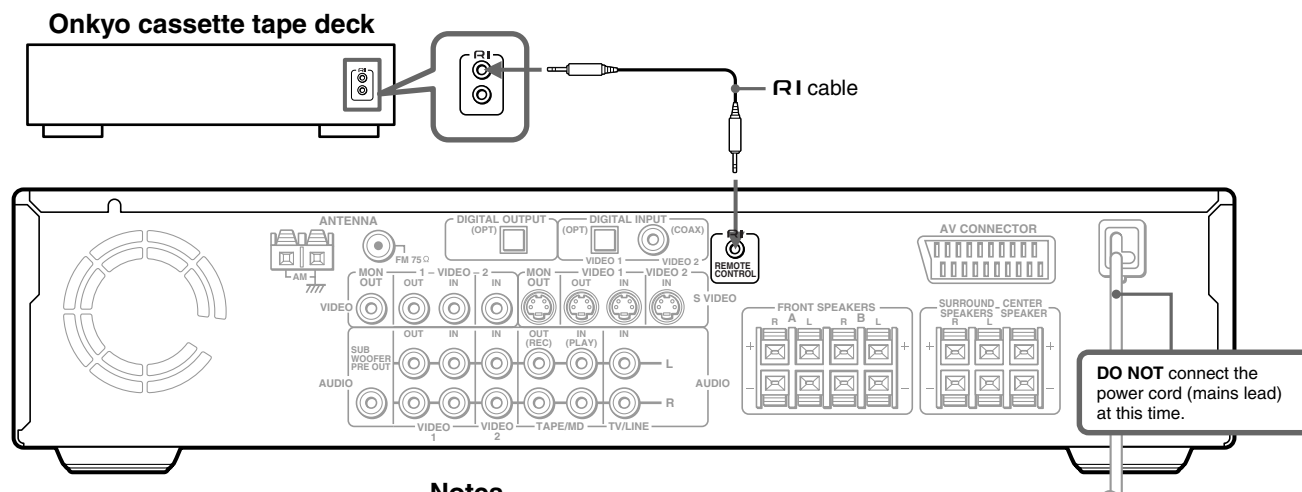 Onkyo cassette tape deck
RI
RI cable
ANTENNA
AM
FM 75Ω
DIGITAL OUTPUT
(OPT)
DIGITAL INPUT
(OPT)
(COAX)
VIDEO 1
VIDEO 2
RI
REMOTE
CONTROL
AV CONNECTOR
MON
OUT
1 – VIDEO – 2
OUT
IN
IN
VIDEO
MON
OUT
VIDEO 1
OUT
IN
VIDEO 2
IN
S VIDEO
SUB
WOOFER
PRE OUT
OUT
IN
IN
OUT
(REC)
IN
(PLAY)
IN
L
R
AUDIO
AUDIO
VIDEO
1
VIDEO
2
TAPE/MD
TV/LINE
FRONT SPEAKERS
A
B
R
L
R
L
+
+
–
–
SURROUND
SPEAKERS
R
L
CENTER
SPEAKER
+
+
–
–
DO NOT connect the
power cord (mains lead)
at this time.
Notes